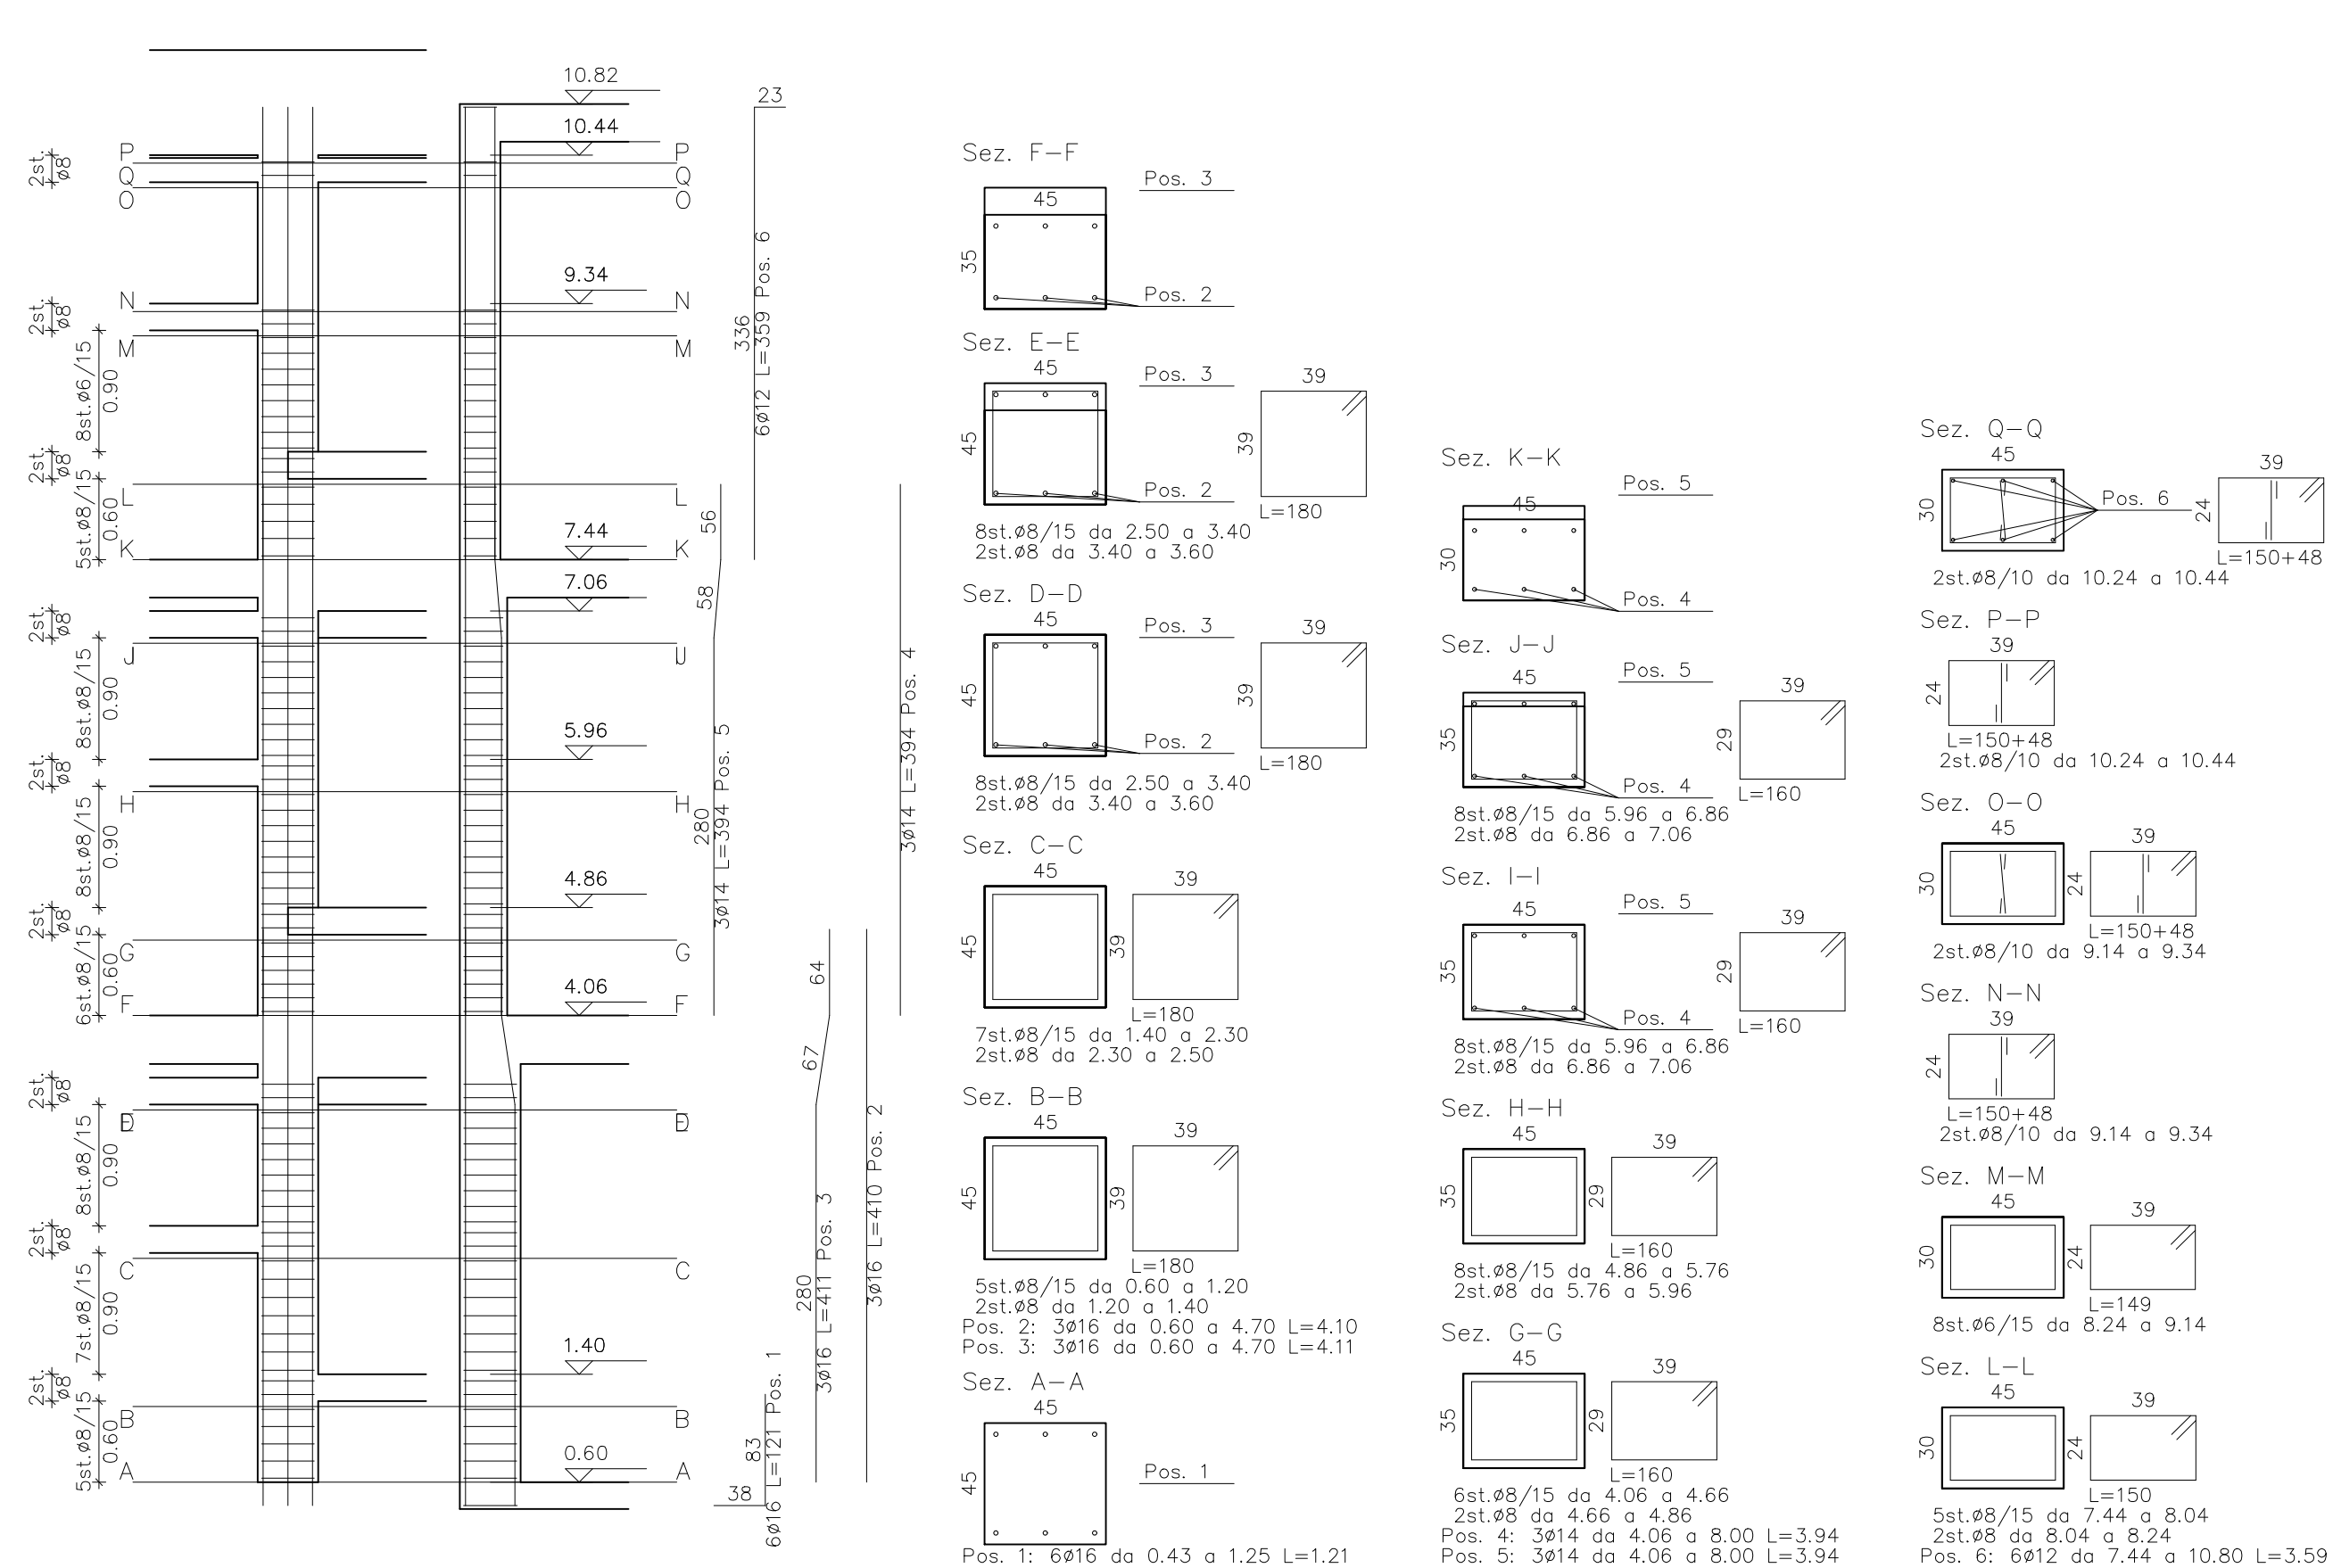 10.82
10.44
9.34
7.44
7.06
5.96
4.86
4.06
1.40
0.60
P
Q
O
N
M
L
K
J
H
G
F
E
D
C
B
A
P
Q
O
N
M
L
K
J
I
H
G
F
E
D
C
B
A
2st.
ø8
2st.
ø8
8st.ø6/15
0.90
2st.
ø8
5st.ø8/15
0.60
2st.
ø8
8st.ø8/15
0.90
2st.
ø8
8st.ø8/15
0.90
2st.
ø8
6st.ø8/15
0.60
2st.
ø8
8st.ø8/15
0.90
2st.
ø8
7st.ø8/15
0.90
2st.
ø8
5st.ø8/15
0.60
23
336
6ø12 L=359 Pos. 6
56
58
280
3ø14 L=394 Pos. 5
3ø14 L=394 Pos. 4
64
67
280
3ø16 L=411 Pos. 3
3ø16 L=410 Pos. 2
83
38
6ø16 L=121 Pos. 1
Sez. F-F
45
35
Pos. 3
Pos. 2
Sez. E-E
45
45
Pos. 3
Pos. 2
39
39
L=180
8st.ø8/15 da 2.50 a 3.40
2st.ø8 da 3.40 a 3.60
Sez. D-D
45
45
Pos. 3
Pos. 2
39
39
L=180
8st.ø8/15 da 2.50 a 3.40
2st.ø8 da 3.40 a 3.60
Sez. C-C
45
45
39
39
L=180
7st.ø8/15 da 1.40 a 2.30
2st.ø8 da 2.30 a 2.50
Sez. B-B
45
45
39
39
L=180
5st.ø8/15 da 0.60 a 1.20
2st.ø8 da 1.20 a 1.40
Pos. 2: 3ø16 da 0.60 a 4.70 L=4.10
Pos. 3: 3ø16 da 0.60 a 4.70 L=4.11
Sez. A-A
45
45
Pos. 1
Pos. 1: 6ø16 da 0.43 a 1.25 L=1.21
Sez. K-K
45
30
Pos. 5
Pos. 4
Sez. J-J
45
35
Pos. 5
Pos. 4
39
29
L=160
8st.ø8/15 da 5.96 a 6.86
2st.ø8 da 6.86 a 7.06
Sez. I-I
45
35
Pos. 5
Pos. 4
39
29
L=160
8st.ø8/15 da 5.96 a 6.86
2st.ø8 da 6.86 a 7.06
Sez. H-H
45
35
39
29
L=160
8st.ø8/15 da 4.86 a 5.76
2st.ø8 da 5.76 a 5.96
Sez. G-G
45
35
39
29
L=160
6st.ø8/15 da 4.06 a 4.66
2st.ø8 da 4.66 a 4.86
Pos. 4: 3ø14 da 4.06 a 8.00 L=3.94
Pos. 5: 3ø14 da 4.06 a 8.00 L=3.94
Sez. Q-Q
45
30
Pos. 6
39
24
L=150+48
2st.ø8/10 da 10.24 a 10.44
Sez. P-P
39
24
L=150+48
2st.ø8/10 da 10.24 a 10.44
Sez. O-O
45
30
39
24
L=150+48
2st.ø8/10 da 9.14 a 9.34
Sez. N-N
39
24
L=150+48
2st.ø8/10 da 9.14 a 9.34
Sez. M-M
45
30
39
24
L=149
8st.ø6/15 da 8.24 a 9.14
Sez. L-L
45
30
39
24
L=150
5st.ø8/15 da 7.44 a 8.04
2st.ø8 da 8.04 a 8.24
Pos. 6: 6ø12 da 7.44 a 10.80 L=3.59